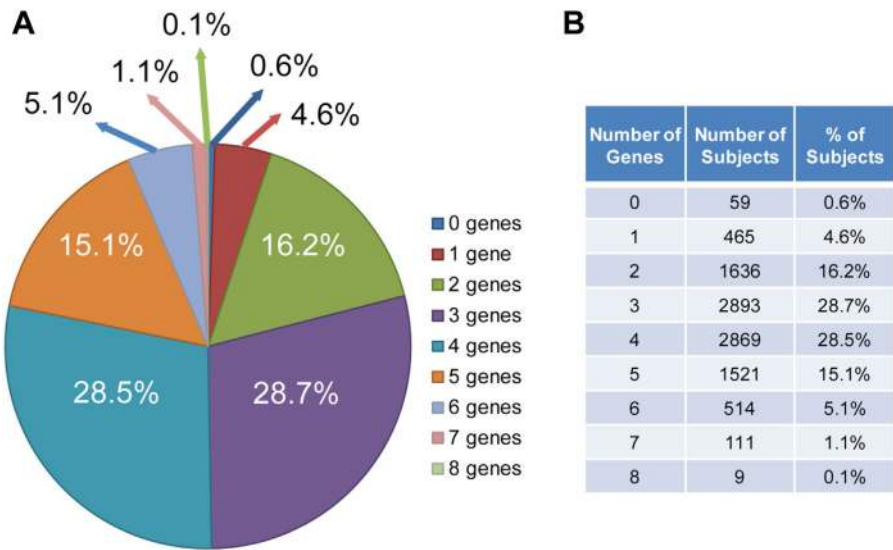 A
0.1%
1.1%
0.6%
5.1%
4.6%
15.1%
16.2%
28.5%
28.7%
0 genes
1 gene
2 genes
3 genes
4 genes
5 genes
6 genes
7 genes
8 genes
B
Number of Genes Number of Subjects % of Subjects
0 59 0.6%
1 465 4.6%
2 1636 16.2%
3 2893 28.7%
4 2869 28.5%
5 1521 15.1%
6 514 5.1%
7 111 1.1%
8 9 0.1%